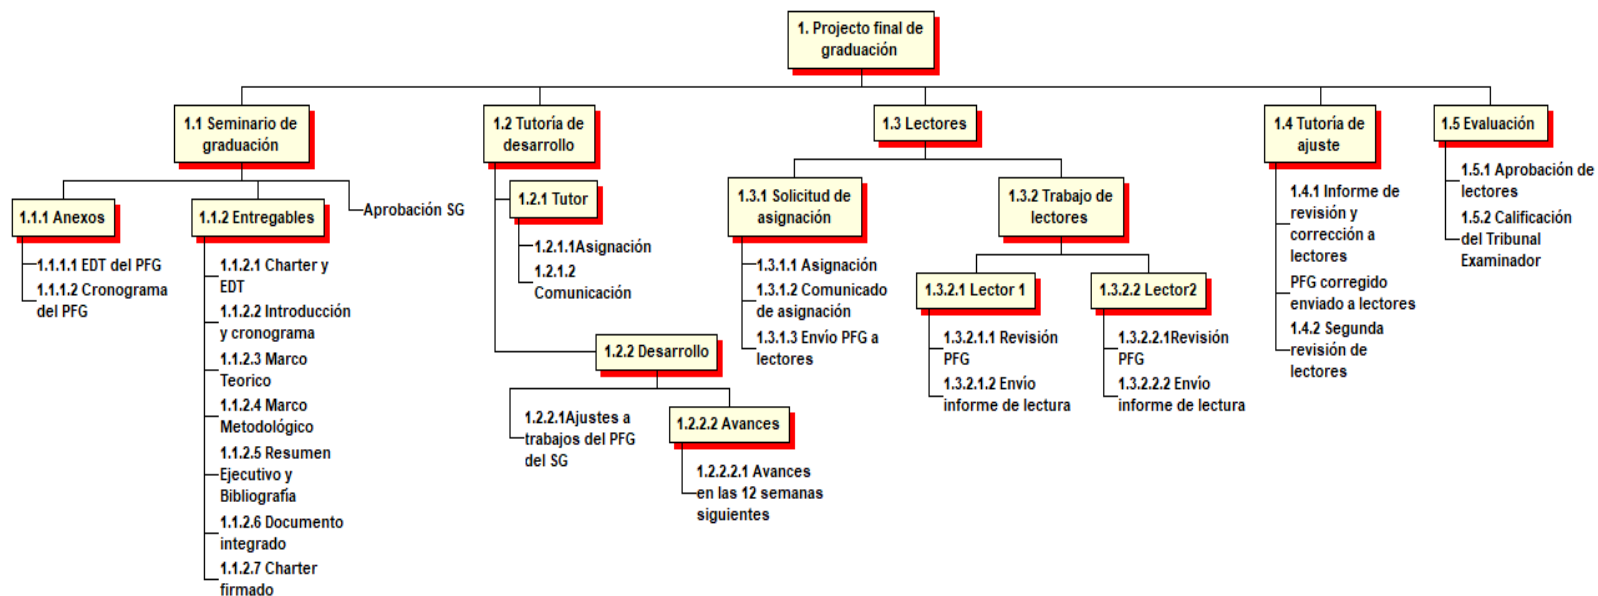 1. Projecto final de
graduación
1.1 Seminario de
graduación
1.1.1 Anexos
1.1.1.1 EDT del PFG
1.1.1.2 Cronograma
del PFG
1.1.2 Entregables
1.1.2.1 Charter y
EDT
1.1.2.2 Introducción
y cronograma
1.1.2.3 Marco
Teorico
1.1.2.4 Marco
Metodológico
1.1.2.5 Resumen
Ejecutivo y
Bibliografía
1.1.2.6 Documento
integrado
1.1.2.7 Charter
firmado
Aprobación SG
1.2 Tutoría de
desarrollo
1.2.1 Tutor
1.2.1.1Asignación
1.2.1.2
Comunicación
1.2.2 Desarrollo
1.2.2.1Ajustes a
trabajos del PFG
del SG
1.2.2.2 Avances
1.2.2.2.1 Avances
en las 12 semanas
siguientes
1.3 Lectores
1.3.1 Solicitud de
asignación
1.3.1.1 Asignación
1.3.1.2 Comunicado
de asignación
1.3.1.3 Envío PFG a
lectores
1.3.2 Trabajo de
lectores
1.3.2.1 Lector 1
1.3.2.1.1 Revisión
PFG
1.3.2.1.2 Envío
informe de lectura
1.3.2.2 Lector2
1.3.2.2.1Revisión
PFG
1.3.2.2.2 Envío
informe de lectura
1.4 Tutoría de
ajuste
1.4.1 Informe de
revisión y
corrección a
lectores
PFG corregido
enviado a lectores
1.4.2 Segunda
revisión de
lectores
1.5 Evaluación
1.5.1 Aprobación de
lectores
1.5.2 Calificación
del Tribunal
Examinador